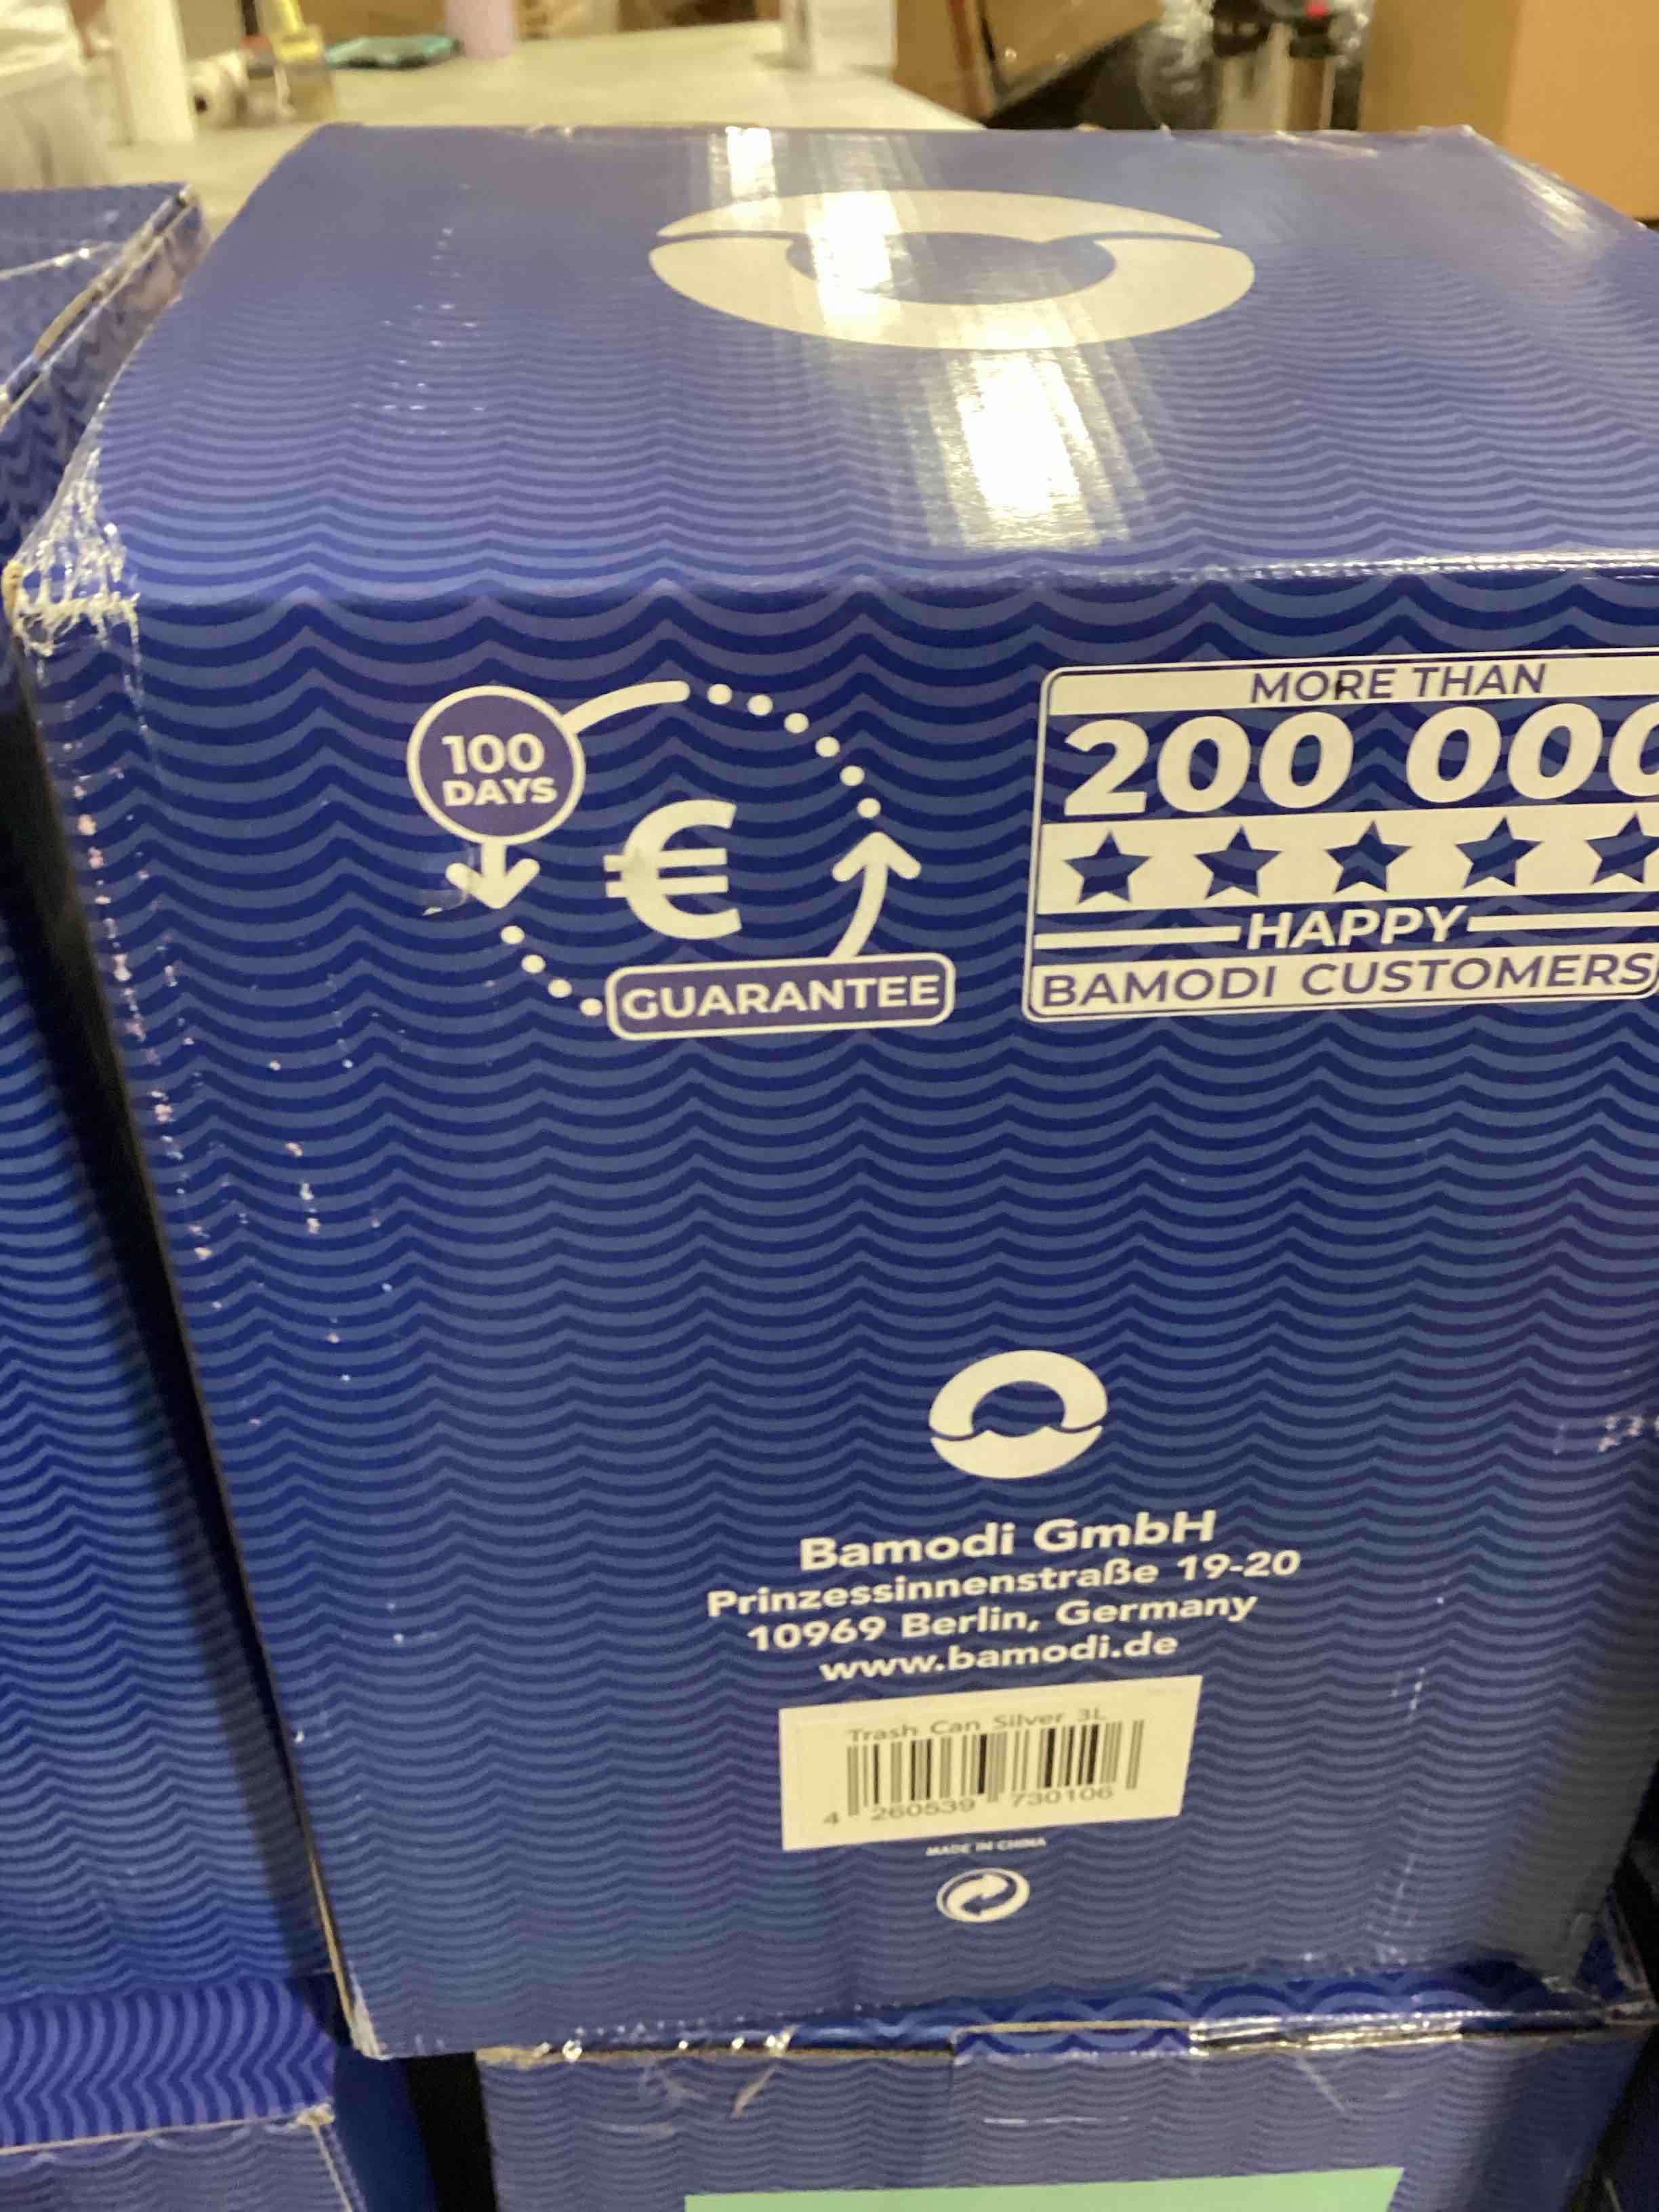 100
DAYS
€
GUARANTEE
MORE THAN
200 000
HAPPY
BAMODI CUSTOMERS
Bamodi GmbH
Prinzessinnenstraße 19-20
10969 Berlin, Germany
www.bamodi.de
Trash Can Silver 3L
4 260539 730106
MADE IN CHINA